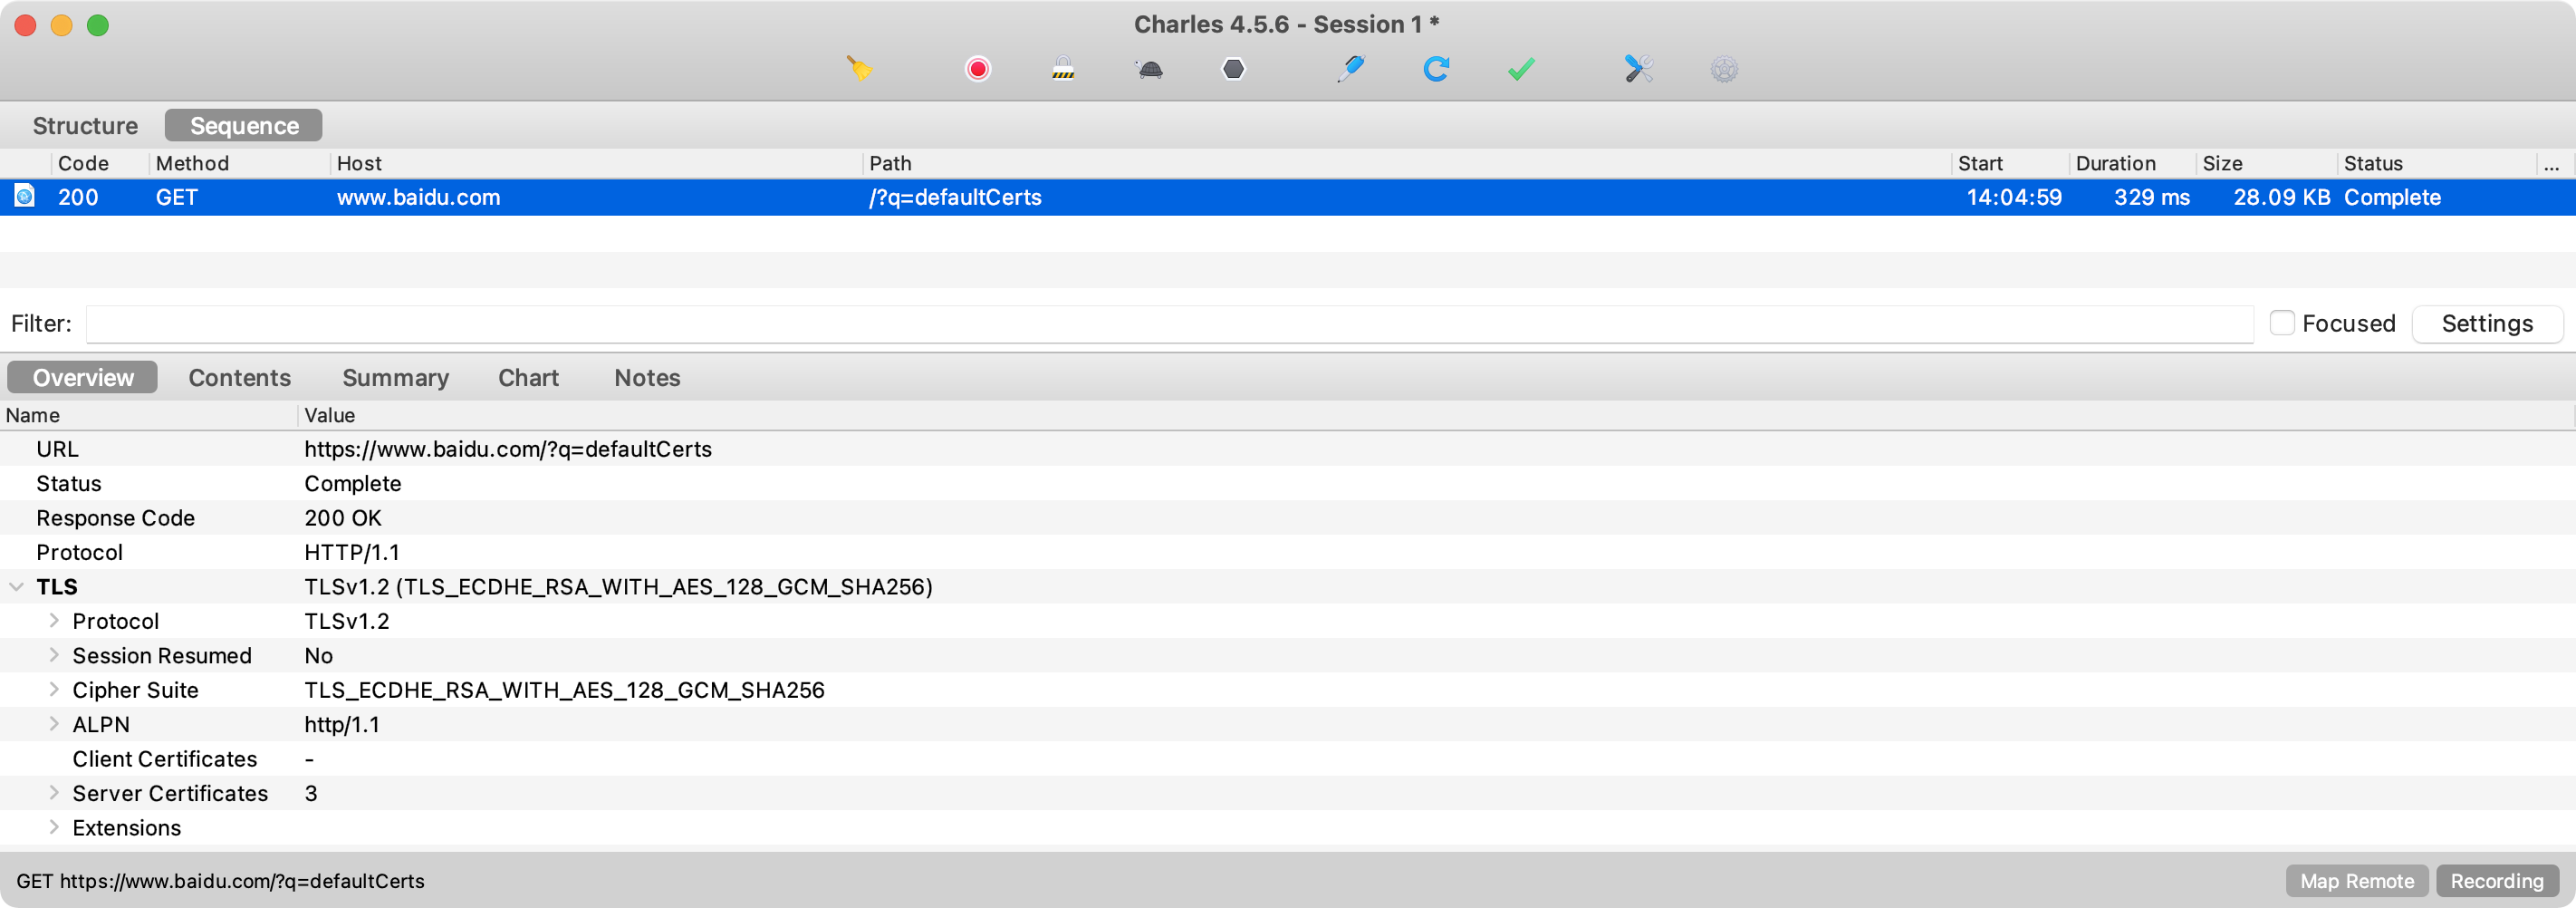 Charles 4.5.6 - Session 1 *
Structure Sequence
Code Method Host Path Start Duration Size Status ...
200 GET www.baidu.com /?q=defaultCerts 14:04:59 329 ms 28.09 KB Complete
Filter: Focused Settings
Overview Contents Summary Chart Notes
Name Value
URL https://www.baidu.com/?q=defaultCerts
Status Complete
Response Code 200 OK
Protocol HTTP/1.1
TLS TLSv1.2 (TLS_ECDHE_RSA_WITH_AES_128_GCM_SHA256)
Protocol TLSv1.2
Session Resumed No
Cipher Suite TLS_ECDHE_RSA_WITH_AES_128_GCM_SHA256
ALPN http/1.1
Client Certificates -
Server Certificates 3
Extensions
GET https://www.baidu.com/?q=defaultCerts Map Remote Recording